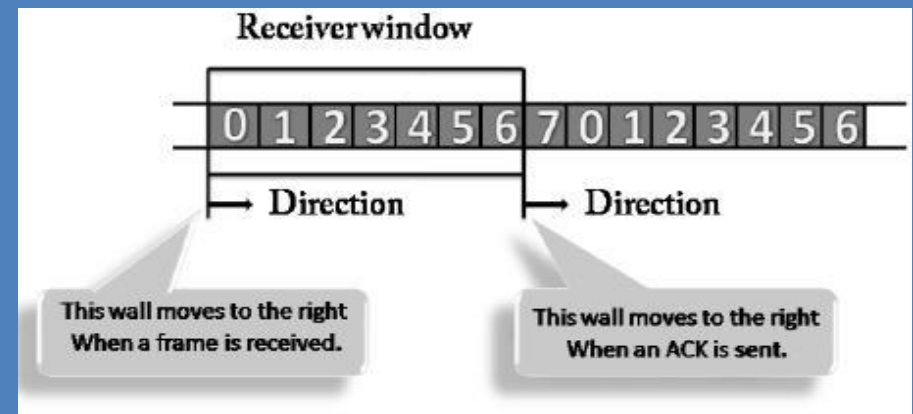 Receiver window
0 1 2 3 4 5 6 7 0 1 2 3 4 5 6
Direction Direction
This wall moves to the right
When a frame is received.
This wall moves to the right
When an ACK is sent.